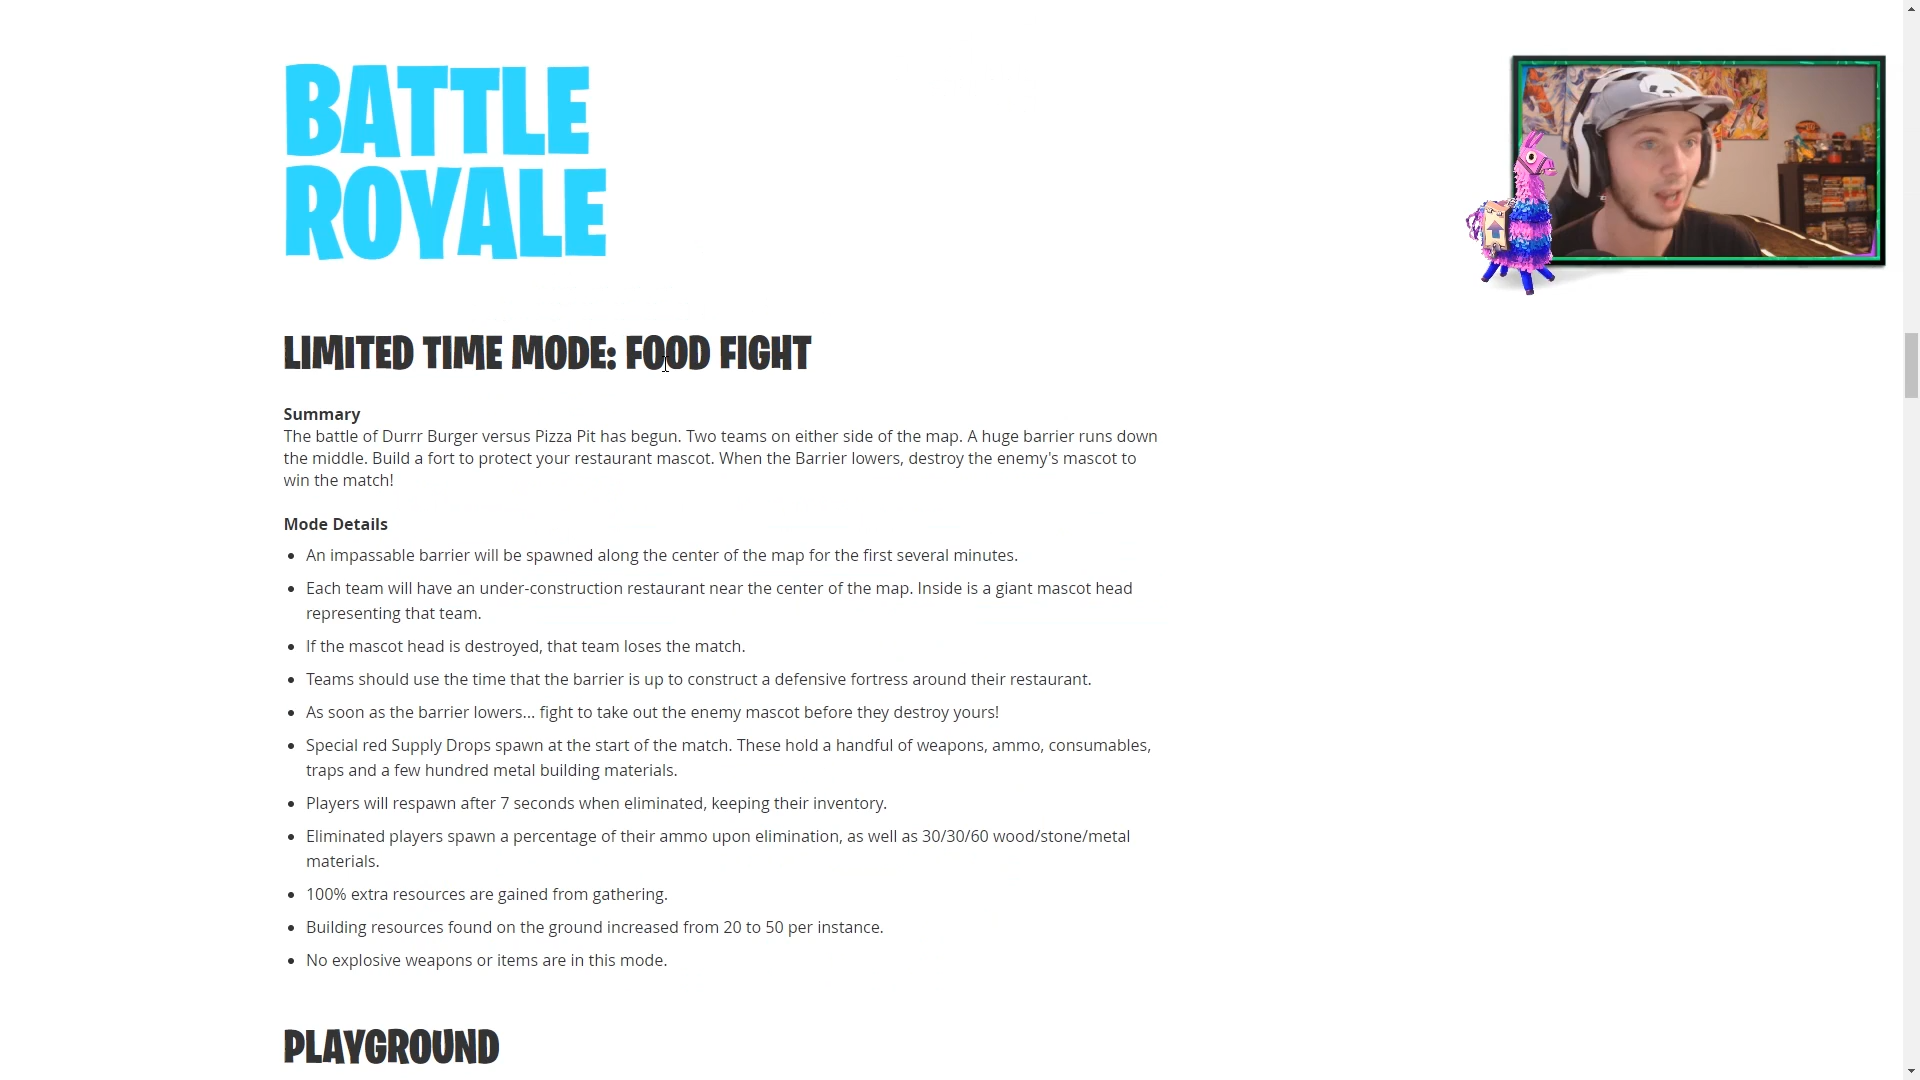 BATTLE
ROYALE
LIMITED TIME MODE: FOOD FIGHT
Summary
The battle of Durrr Burger versus Pizza Pit has begun. Two teams on either side of the map. A huge barrier runs down
the middle. Build a fort to protect your restaurant mascot. When the Barrier lowers, destroy the enemy's mascot to
win the match!
Mode Details
• An impassable barrier will be spawned along the center of the map for the first several minutes.
• Each team will have an under-construction restaurant near the center of the map. Inside is a giant mascot head
representing that team.
• If the mascot head is destroyed, that team loses the match.
• Teams should use the time that the barrier is up to construct a defensive fortress around their restaurant.
• As soon as the barrier lowers... fight to take out the enemy mascot before they destroy yours!
• Special red Supply Drops spawn at the start of the match. These hold a handful of weapons, ammo, consumables,
traps and a few hundred metal building materials.
• Players will respawn after 7 seconds when eliminated, keeping their inventory.
• Eliminated players spawn a percentage of their ammo upon elimination, as well as 30/30/60 wood/stone/metal
materials.
• 100% extra resources are gained from gathering.
• Building resources found on the ground increased from 20 to 50 per instance.
• No explosive weapons or items are in this mode.
PLAYGROUND